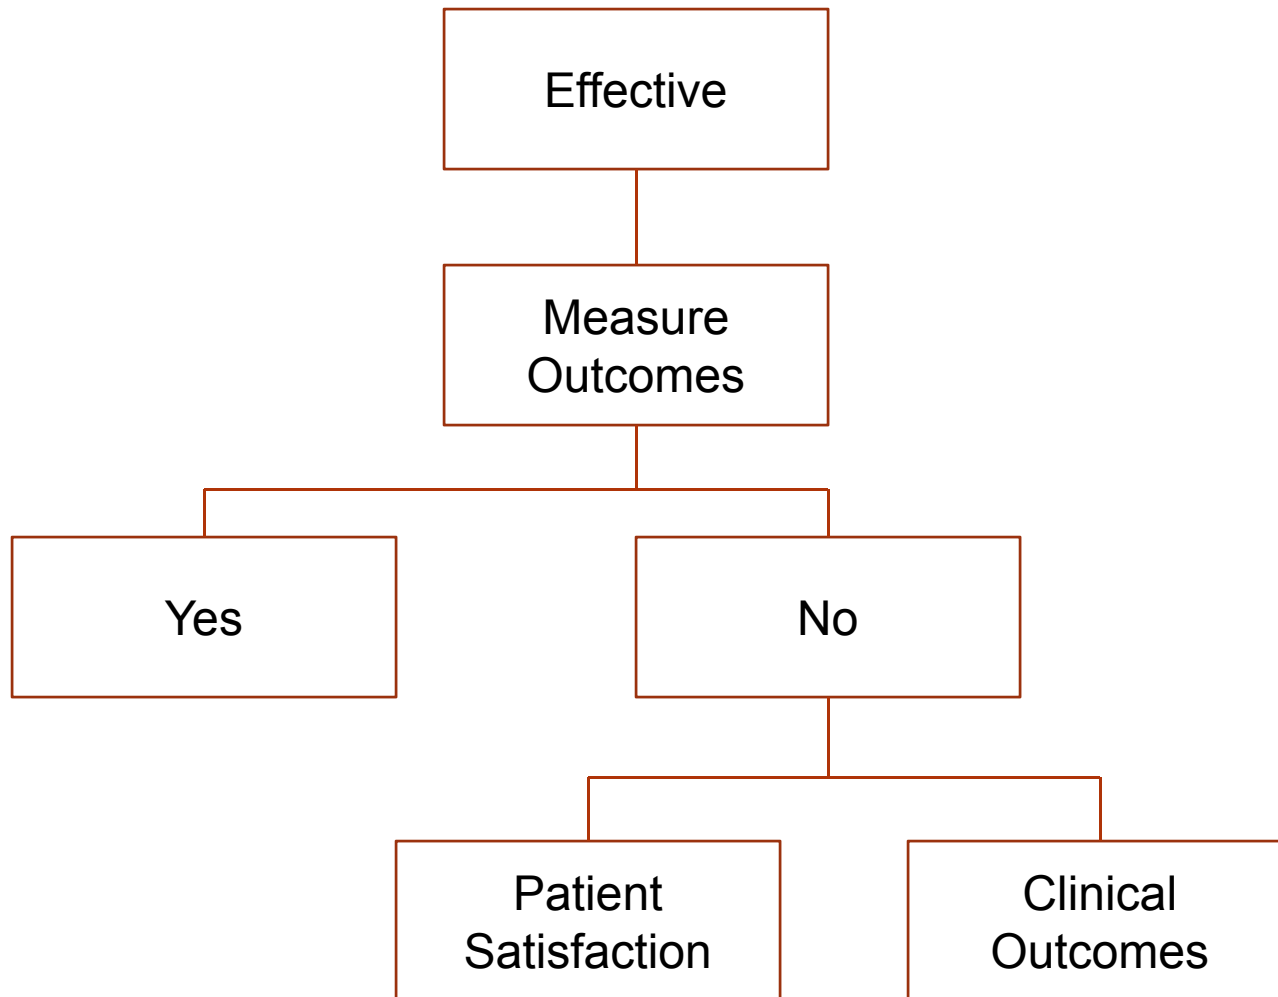 Effective
Measure
Outcomes
Yes
No
Patient
Satisfaction
Clinical
Outcomes